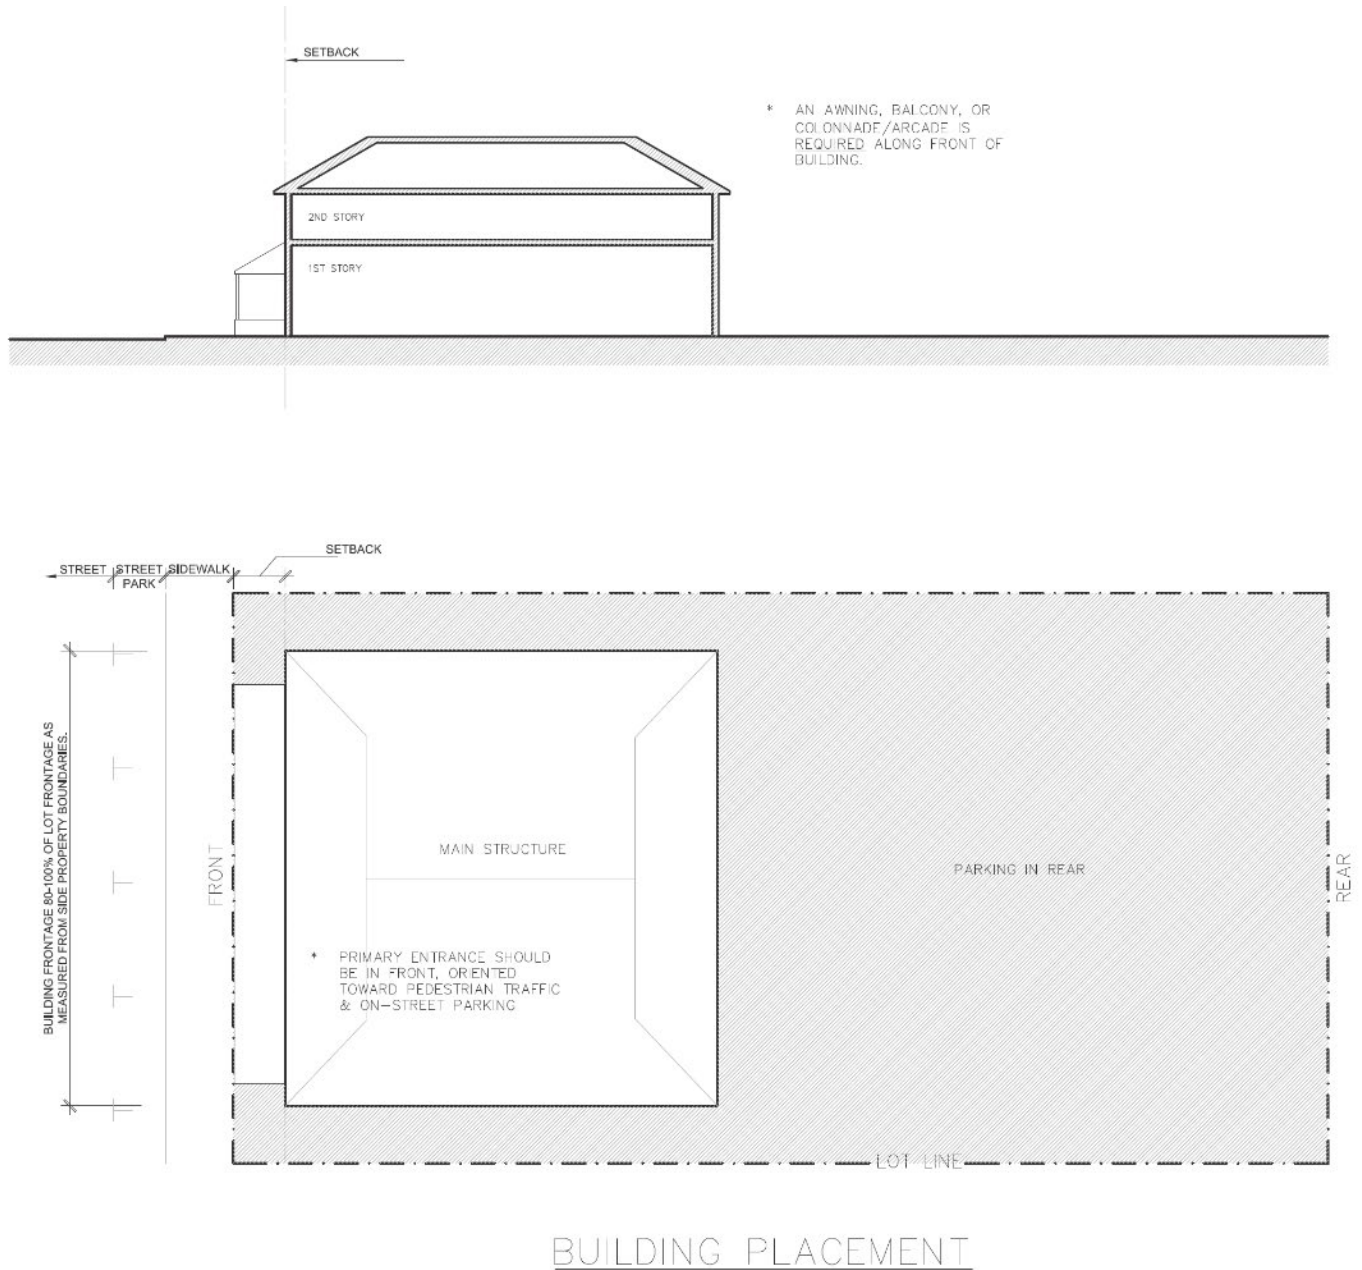 SETBACK
* AN AWNING, BALCONY, OR
COLONNADE/ARCADE IS
REQUIRED ALONG FRONT OF
BUILDING.
2ND STORY
1ST STORY
SETBACK
STREET
STREET
PARK
SIDEWALK
BUILDING FRONTAGE 80-100% OF LOT FRONTAGE AS
MEASURED FROM SIDE PROPERTY BOUNDARIES.
FRONT
MAIN STRUCTURE
* PRIMARY ENTRANCE SHOULD
BE IN FRONT, ORIENTED
TOWARD PEDESTRIAN TRAFFIC
& ON-STREET PARKING
PARKING IN REAR
REAR
LOT LINE
BUILDING PLACEMENT